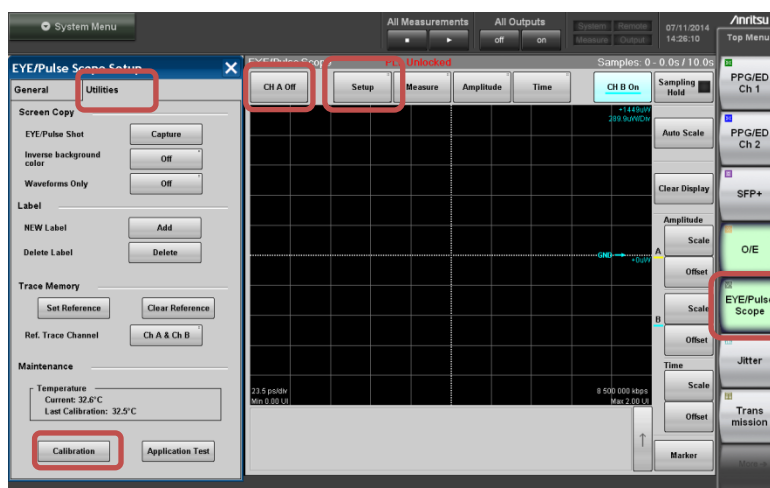 System Menu
All Measurements
All Outputs
off
on
System
Remote
Measure
Output
07/11/2014
14:26:10
Anritsu
Top Menu
EYE/Pulse Scope Setup
X
General
Utilities
Screen Copy
EYE/Pulse Shot
Capture
Inverse background
color
Off
Waveforms Only
Off
Label
NEW Label
Add
Delete Label
Delete
Trace Memory
Set Reference
Clear Reference
Ref. Trace Channel
Ch A & Ch B
Maintenance
Temperature
Current: 32.6°C
Last Calibration: 32.5°C
Calibration
Application Test
EYE/Pulse Scope
Unlocked
Samples: 0 - 0.0s / 10.0s
CH A Off
Setup
Measure
Amplitude
Time
CH B On
Sampling
Hold
+1449uW
289.9uW/Div
GND
+0uW
23.5 ps/div
Min 0.00 UI
8 500 000 kbps
Max 2.00 UI
Auto Scale
Clear Display
Amplitude
A
Scale
Offset
B
Scale
Offset
Time
Scale
Offset
Marker
PPG/ED
Ch 1
PPG/ED
Ch 2
SFP+
O/E
EYE/Pulse
Scope
Jitter
Trans
mission
More